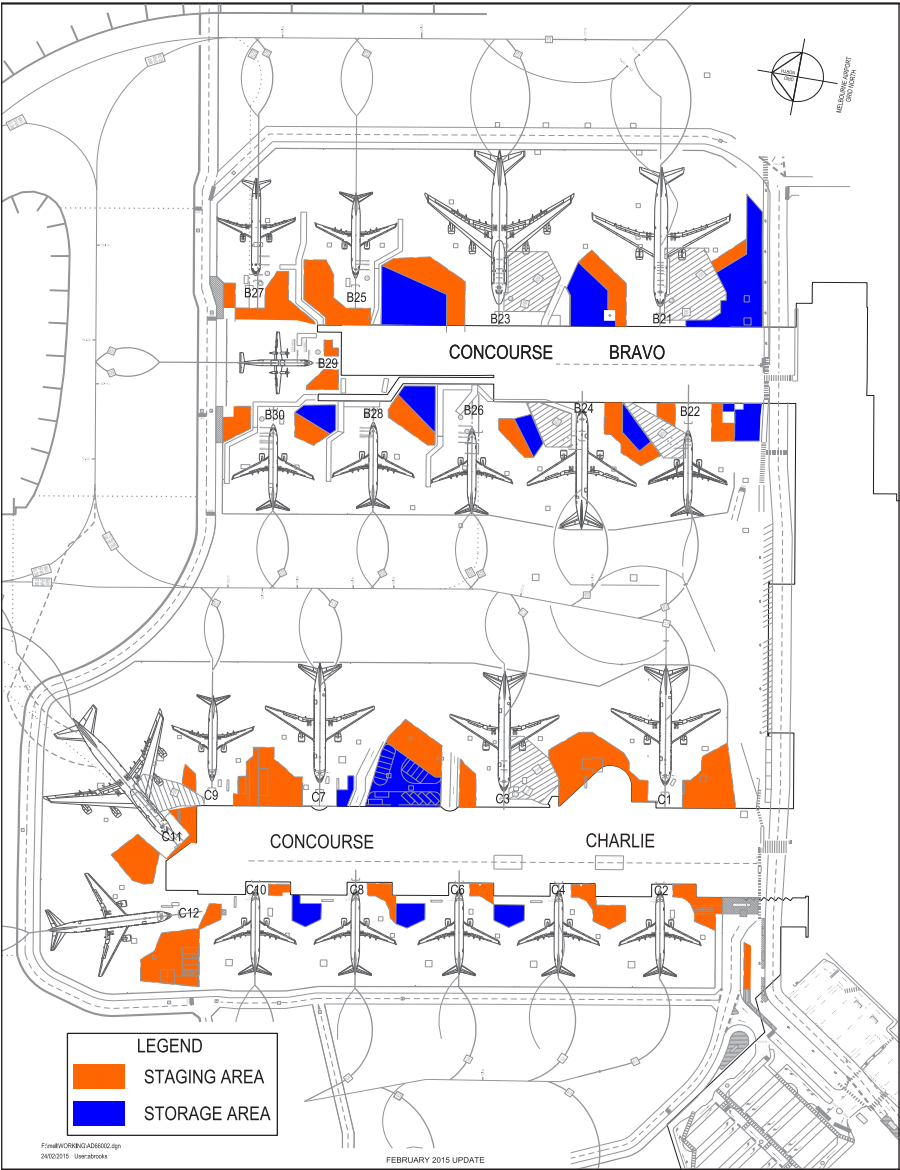 MELBOURNE AIRPORT
GRID NORTH
B27
B25
B23
B21
CONCOURSE BRAVO
B29
B30
B28
B26
B24
B22
C9
C7
C3
C1
C11
CONCOURSE CHARLIE
C10
C8
C6
C4
C2
C12
LEGEND
STAGING AREA
STORAGE AREA
24/02/2015
FEBRUARY 2015 UPDATE